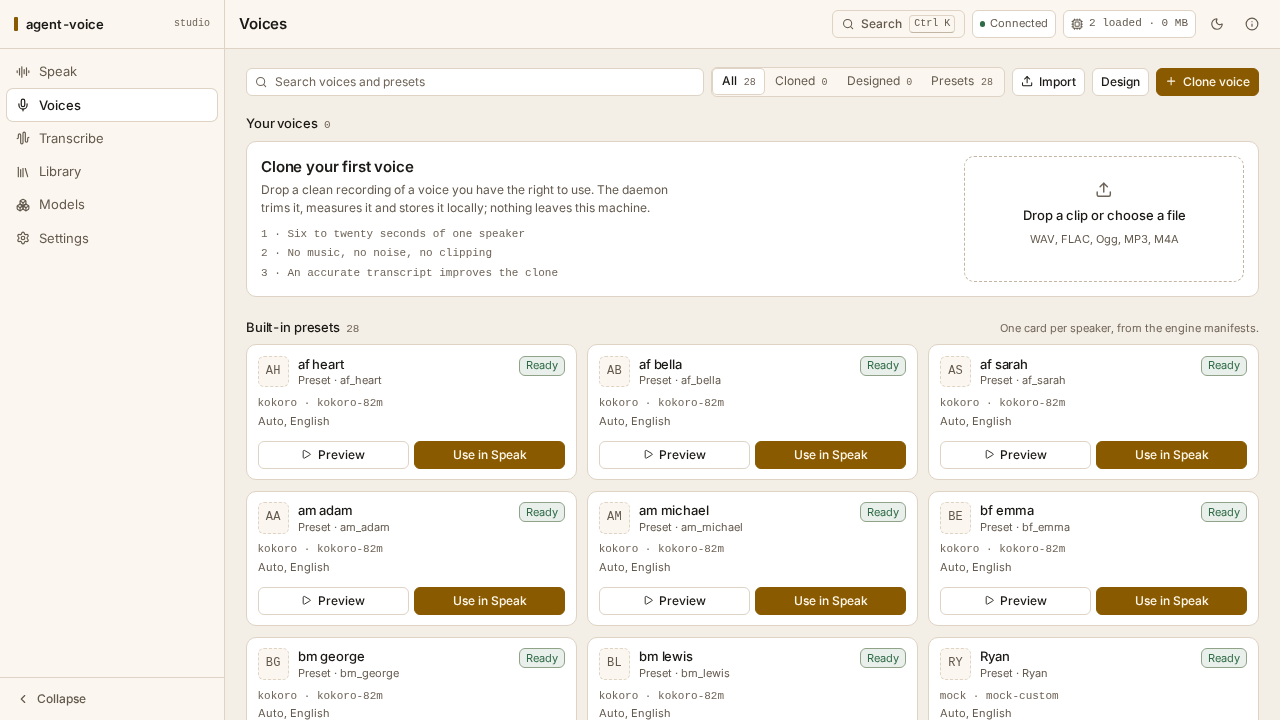 agent-voice
studio
Speak
Voices
Transcribe
Library
Models
Settings
Collapse
Voices
Search Ctrl K
Connected
2 loaded · 0 MB
Search voices and presets
All 28
Cloned 0
Designed 0
Presets 28
Import
Design
Clone voice
Your voices 0
Clone your first voice
Drop a clean recording of a voice you have the right to use. The daemon
trims it, measures it and stores it locally; nothing leaves this machine.
1 · Six to twenty seconds of one speaker
2 · No music, no noise, no clipping
3 · An accurate transcript improves the clone
Drop a clip or choose a file
WAV, FLAC, Ogg, MP3, M4A
Built-in presets 28
One card per speaker, from the engine manifests.
AH
af heart
Preset · af_heart
Ready
kokoro · kokoro-82m
Auto, English
Preview
Use in Speak
AB
af bella
Preset · af_bella
Ready
kokoro · kokoro-82m
Auto, English
Preview
Use in Speak
AS
af sarah
Preset · af_sarah
Ready
kokoro · kokoro-82m
Auto, English
Preview
Use in Speak
AA
am adam
Preset · am_adam
Ready
kokoro · kokoro-82m
Auto, English
Preview
Use in Speak
AM
am michael
Preset · am_michael
Ready
kokoro · kokoro-82m
Auto, English
Preview
Use in Speak
BE
bf emma
Preset · bf_emma
Ready
kokoro · kokoro-82m
Auto, English
Preview
Use in Speak
BG
bm george
Preset · bm_george
Ready
kokoro · kokoro-82m
Auto, English
BL
bm lewis
Preset · bm_lewis
Ready
kokoro · kokoro-82m
Auto, English
RY
Ryan
Preset · Ryan
Ready
mock · mock-custom
Auto, English